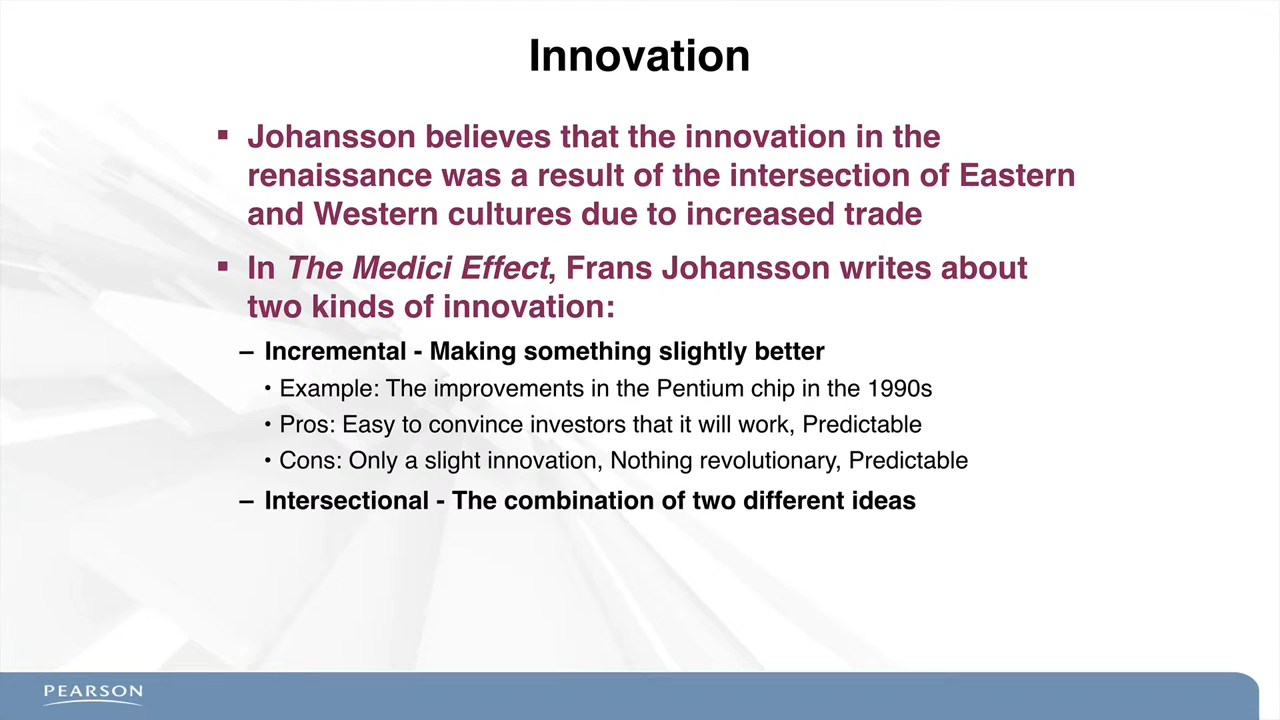 Innovation
▪ Johansson believes that the innovation in the
renaissance was a result of the intersection of Eastern
and Western cultures due to increased trade
▪ In The Medici Effect, Frans Johansson writes about
two kinds of innovation:
– Incremental - Making something slightly better
• Example: The improvements in the Pentium chip in the 1990s
• Pros: Easy to convince investors that it will work, Predictable
• Cons: Only a slight innovation, Nothing revolutionary, Predictable
– Intersectional - The combination of two different ideas
PEARSON